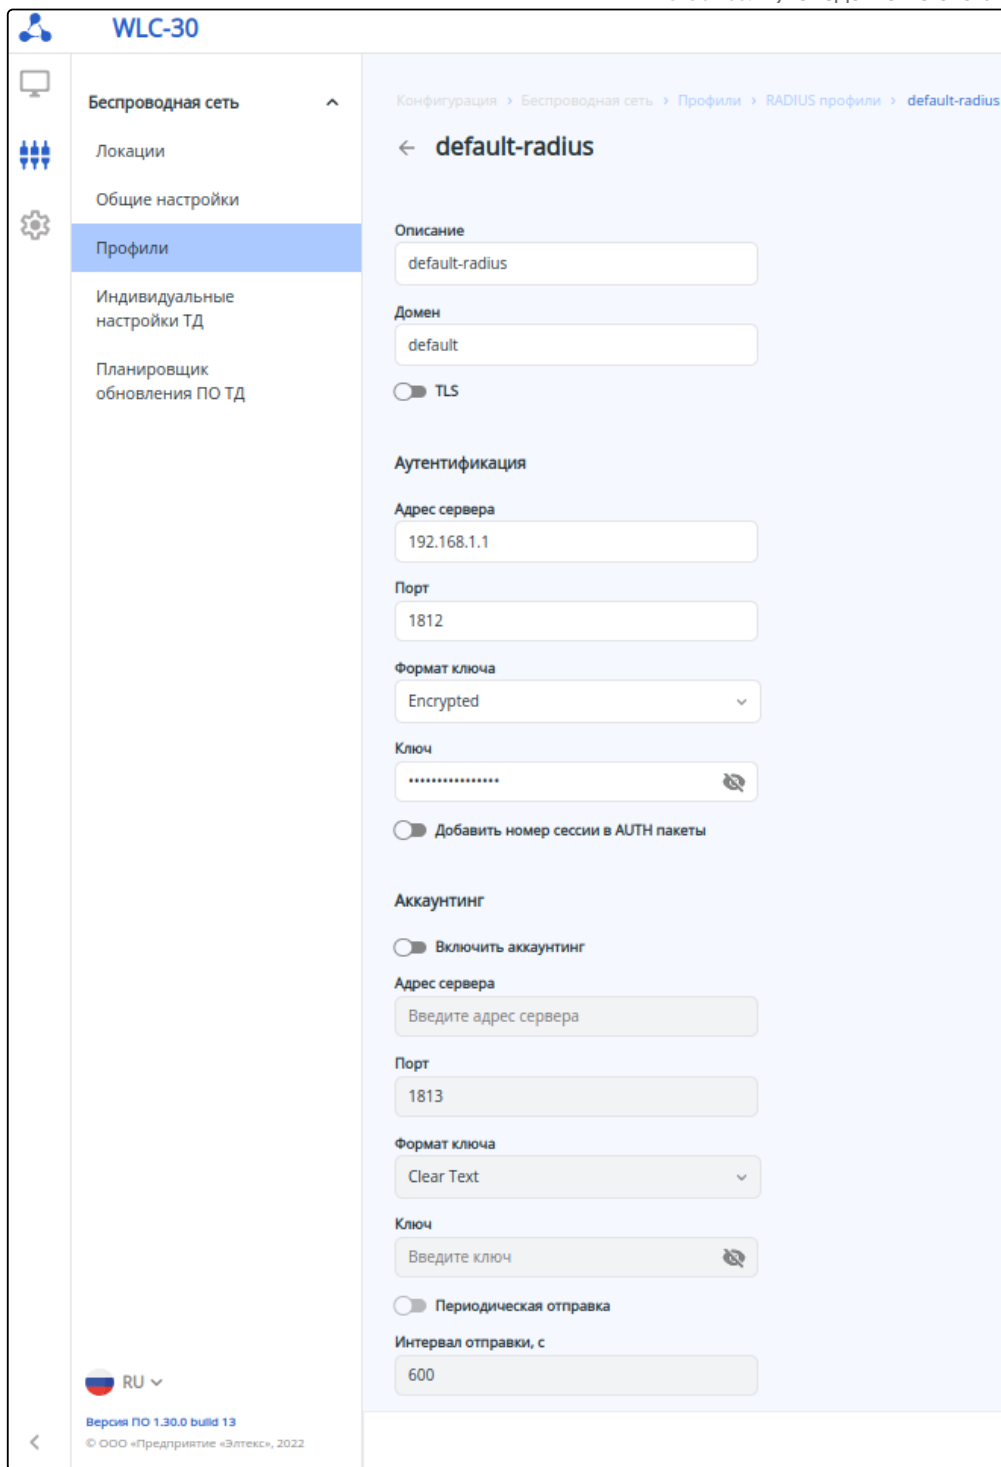 WLC-30
Беспроводная сеть
Локации
Общие настройки
Профили
Индивидуальные
настройки ТД
Планировщик
обновления ПО ТД
RU
Версия ПО 1.30.0 build 13
© ООО «Предприятие «Элтекс», 2022
Конфигурация > Беспроводная сеть > Профили > RADIUS профили > default-radius
← default-radius
Описание
default-radius
Домен
default
TLS
Аутентификация
Адрес сервера
192.168.1.1
Порт
1812
Формат ключа
Encrypted
Ключ
••••••••••••••••
Добавить номер сессии в AUTH пакеты
Аккаунтинг
Включить аккаунтинг
Адрес сервера
Введите адрес сервера
Порт
1813
Формат ключа
Clear Text
Ключ
Введите ключ
Периодическая отправка
Интервал отправки, с
600